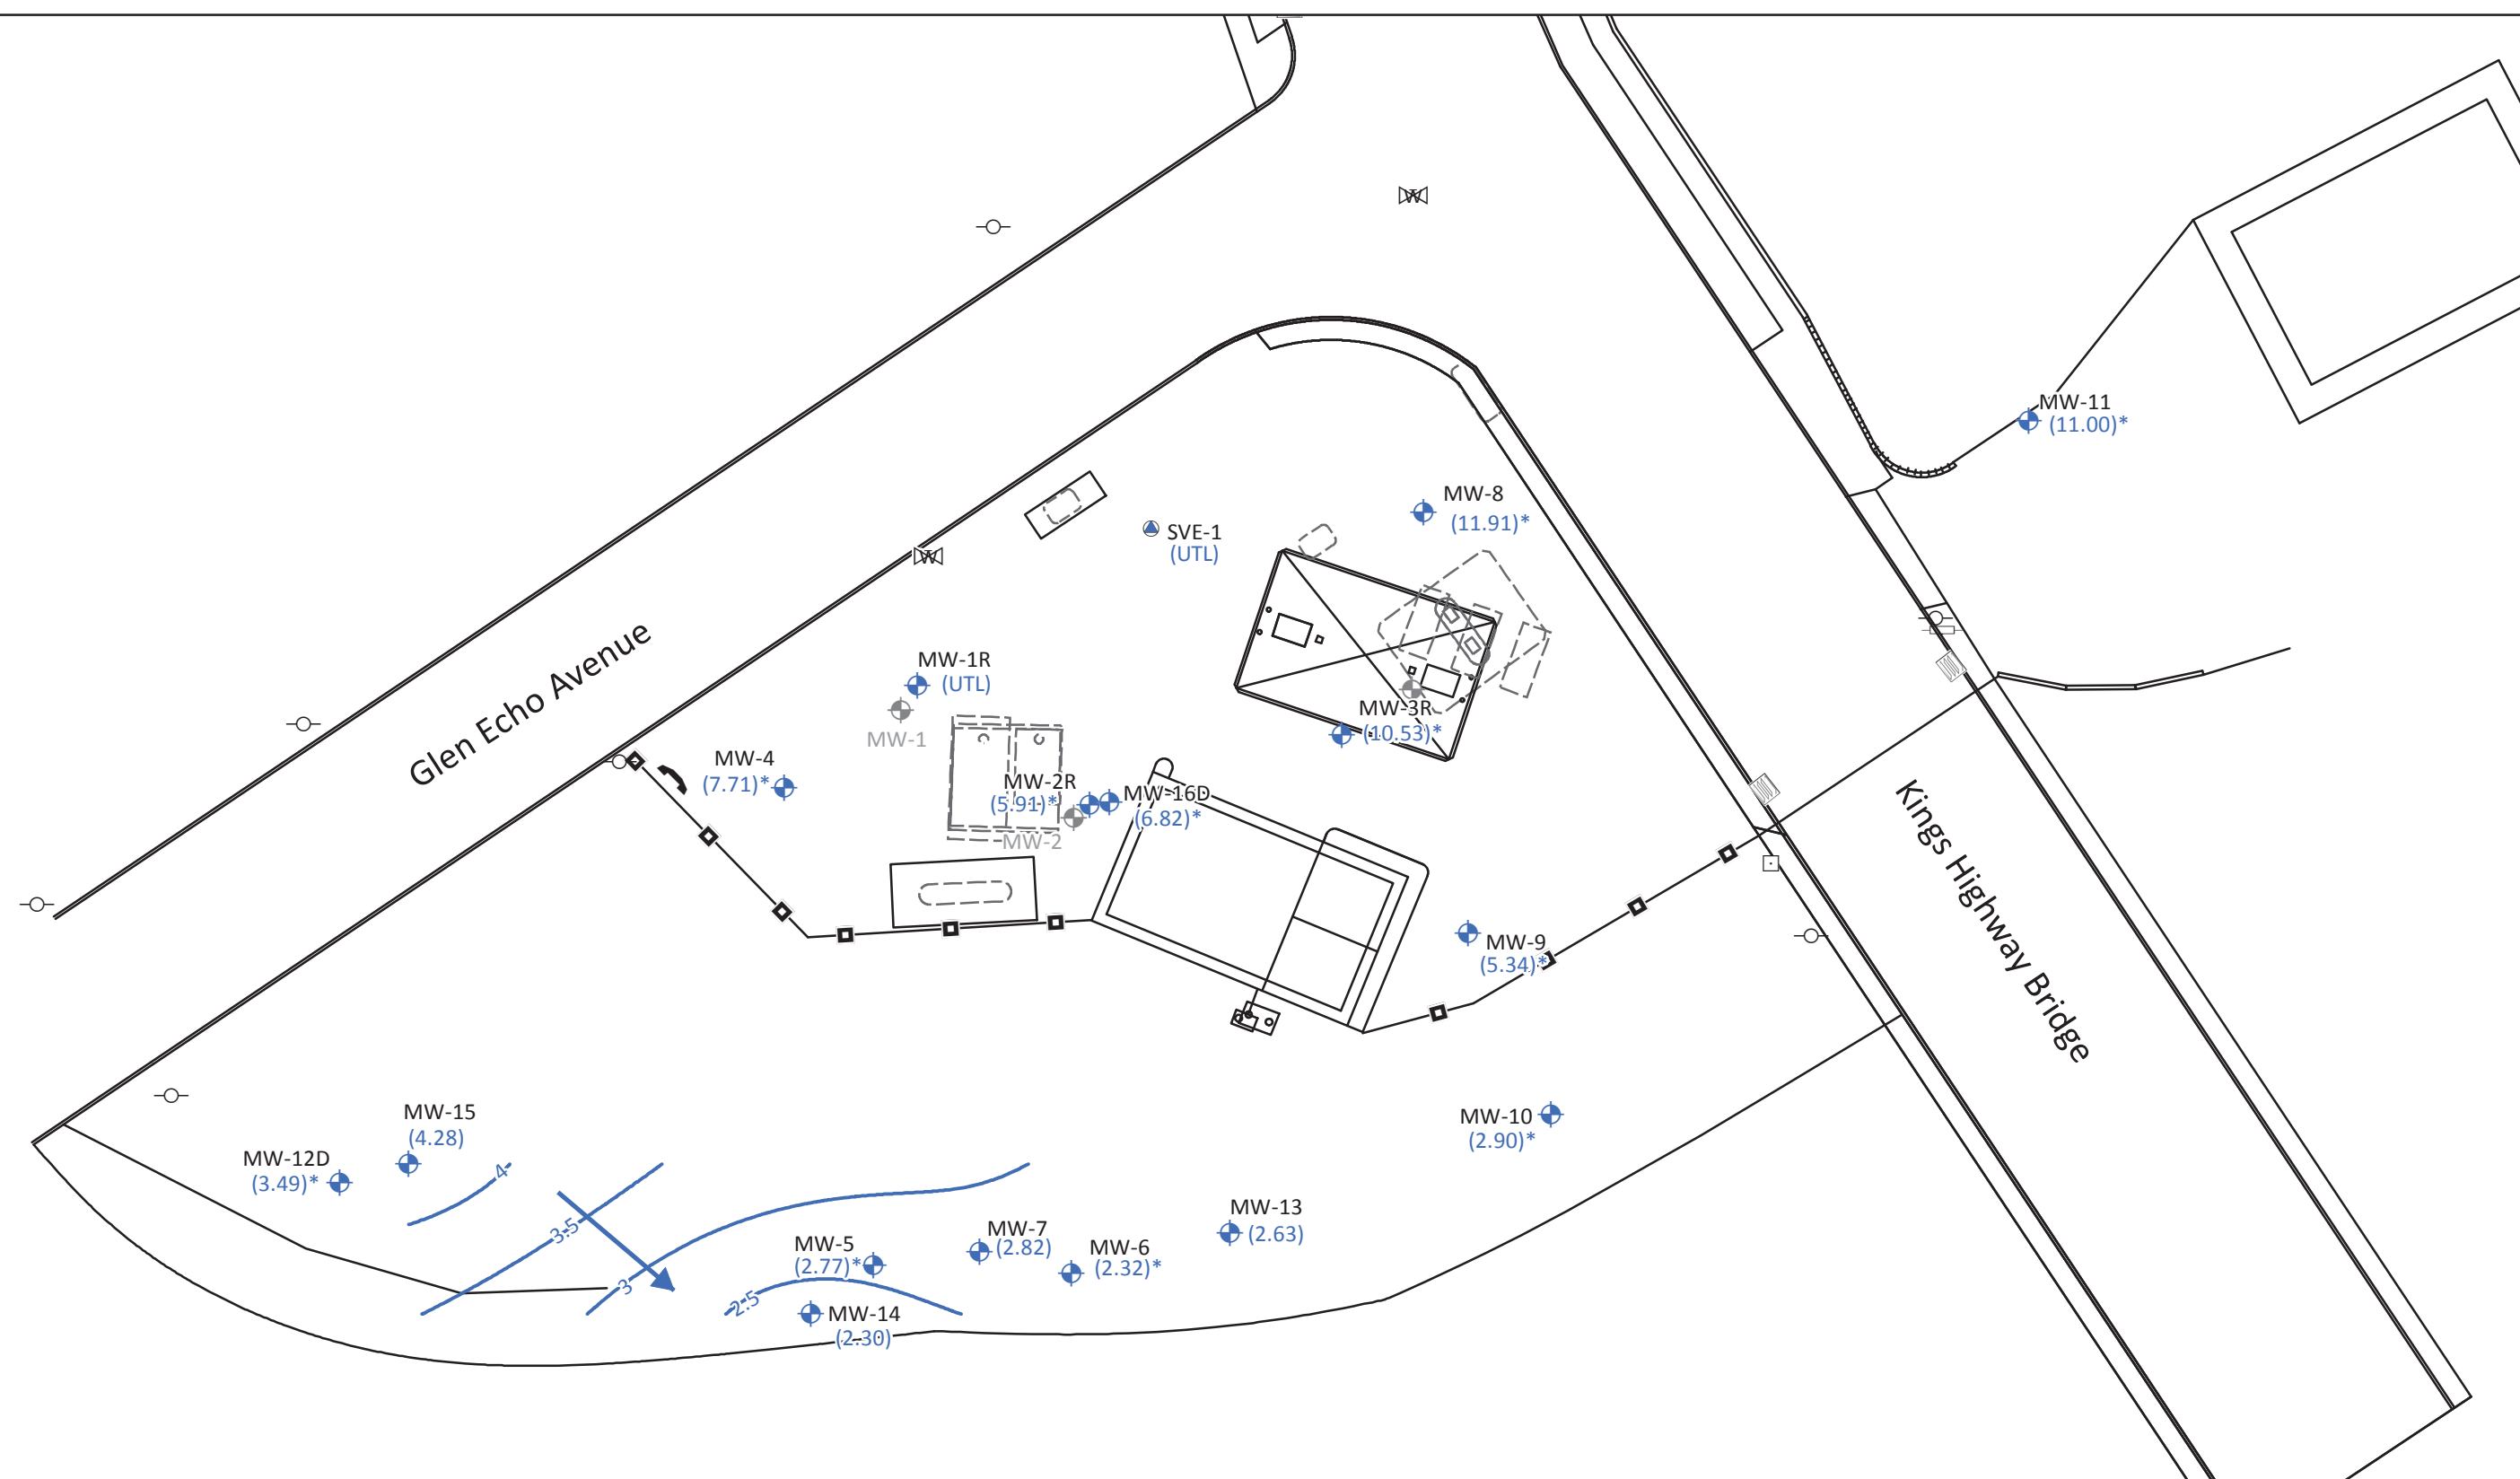 W
MW-11
(11.00)*
MW-8
(11.91)*
SVE-1
(UTL)
W
Glen Echo Avenue
MW-1R
(UTL)
MW-1
MW-3R
(10.53)*
MW-4
(7.71)*
MW-2R
(5.91)*
MW-16D
(6.82)*
MW-2
Kings Highway Bridge
MW-9
(5.34)*
MW-10
(2.90)*
MW-15
(4.28)
MW-12D
(3.49)*
4
3.5
3
2.5
MW-13
(2.63)
MW-7
(2.82)
MW-5
(2.77)*
MW-6
(2.32)*
MW-14
(2.30)